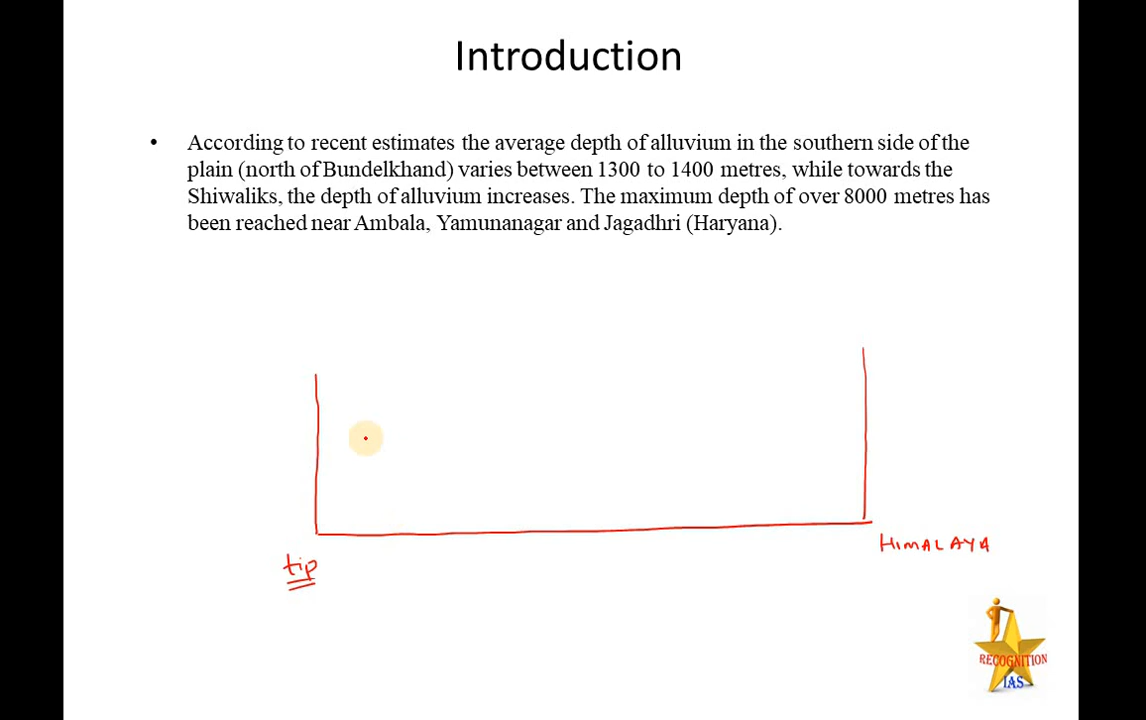 Introduction
• According to recent estimates the average depth of alluvium in the southern side of the
plain (north of Bundelkhand) varies between 1300 to 1400 metres, while towards the
Shiwaliks, the depth of alluvium increases. The maximum depth of over 8000 metres has
been reached near Ambala, Yamunanagar and Jagadhri (Haryana).
HIMALAYA
tip
RECOGNITION
IAS